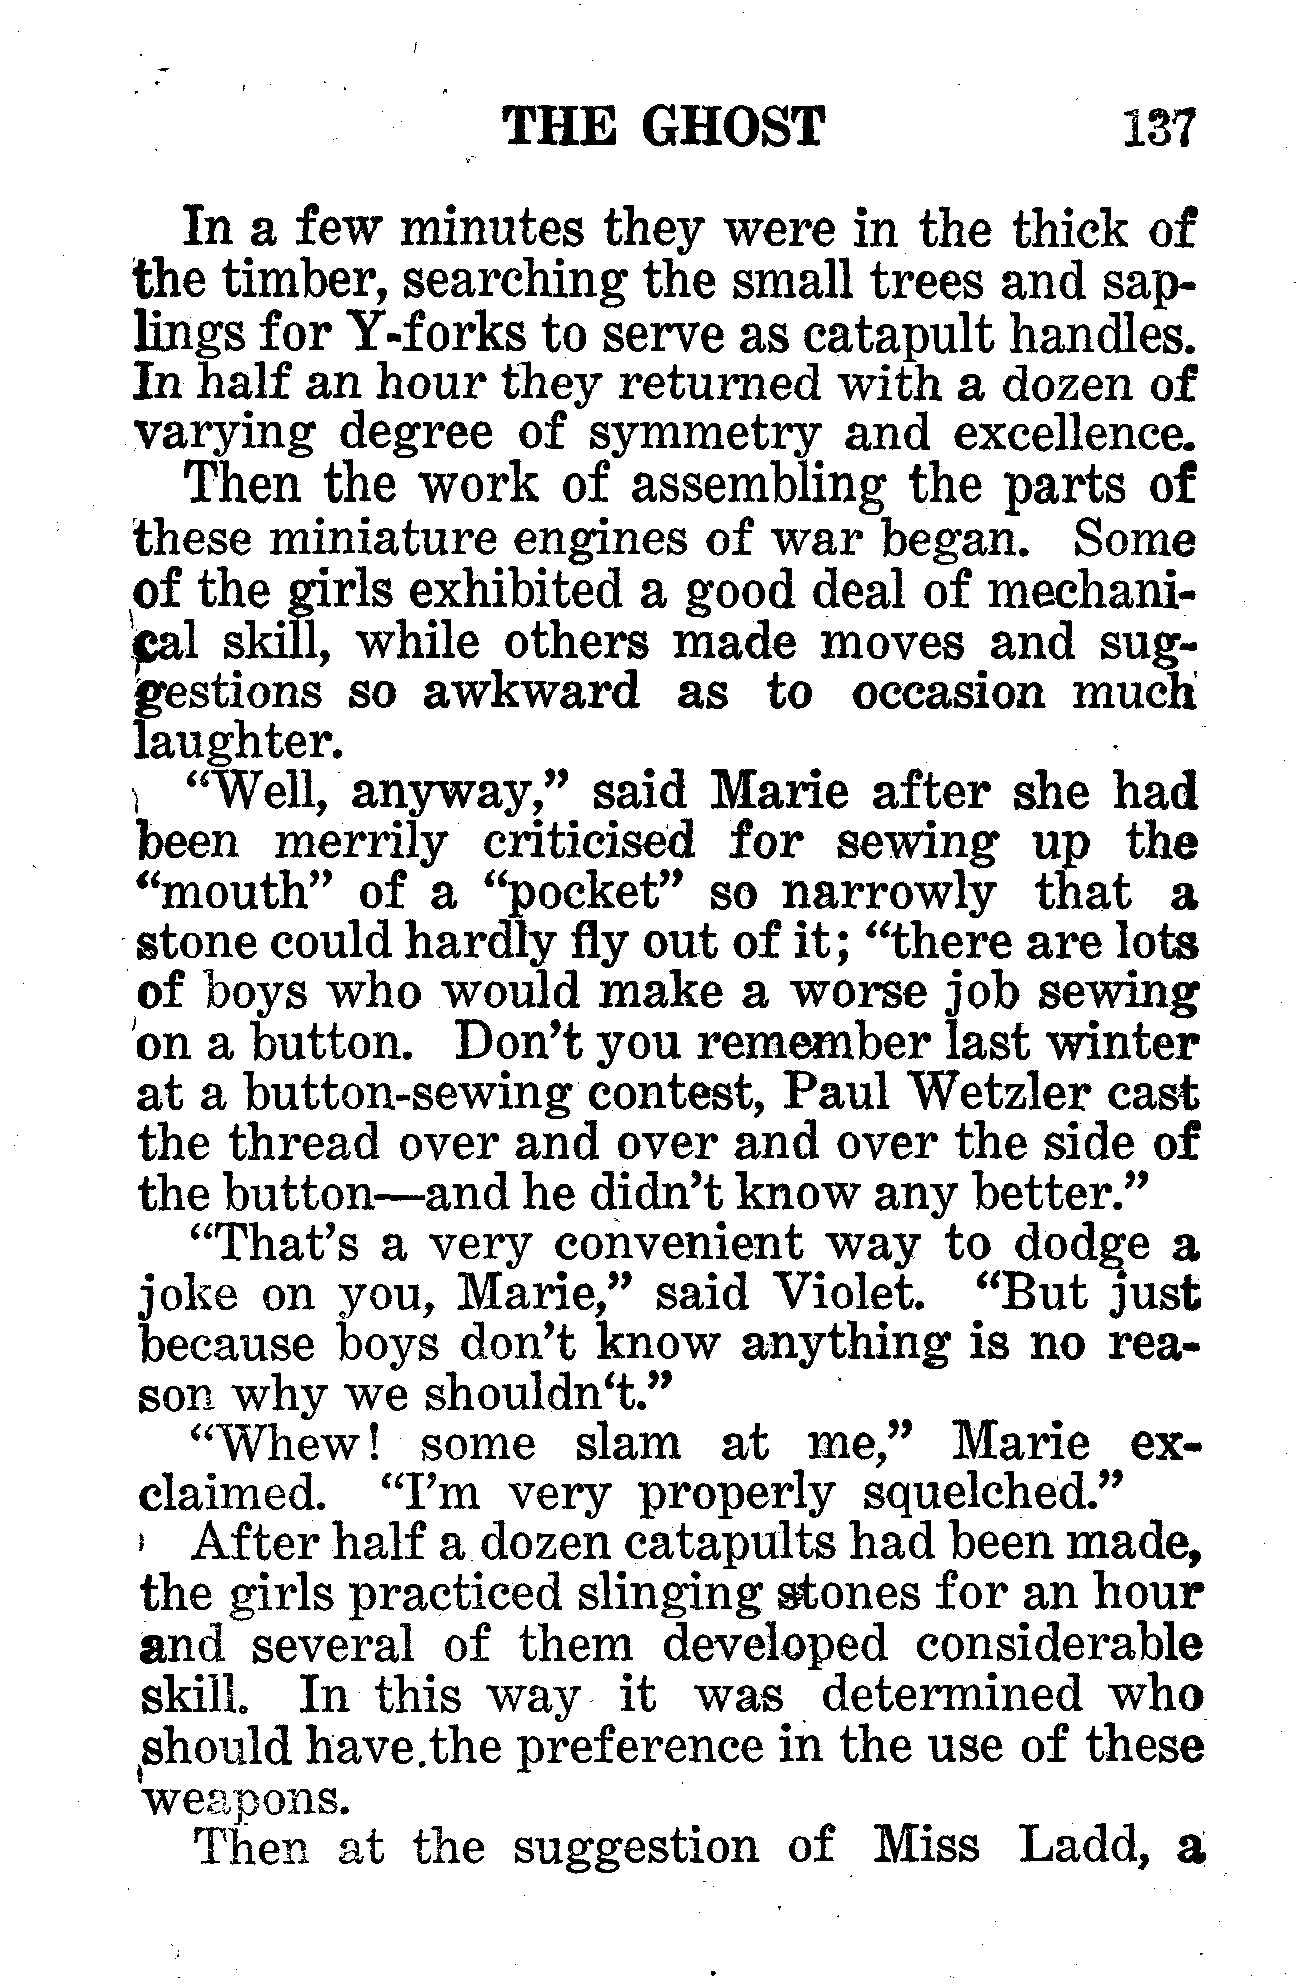 THE GHOST 137
In a few minutes they were in the thick of
the timber, searching the small trees and sap-
lings for Y-forks to serve as catapult handles.
In half an hour they returned with a dozen of
varying degree of symmetry and excellence.
Then the work of assembling the parts of
these miniature engines of war began. Some
of the girls exhibited a good deal of mechani-
cal skill, while others made moves and sug-
gestions so awkward as to occasion much
laughter.
“Well, anyway,” said Marie after she had
been merrily criticised for sewing up the
“mouth” of a “pocket” so narrowly that a
stone could hardly fly out of it; “there are lots
of boys who would make a worse job sewing
on a button. Don’t you remember last winter
at a button-sewing contest, Paul Wetzler cast
the thread over and over and over the side of
the button—and he didn’t know any better.”
“That’s a very convenient way to dodge a
joke on you, Marie,” said Violet. “But just
because boys don’t know anything is no rea-
son why we shouldn‘t.”
“Whew! some slam at me,” Marie ex-
claimed. “I’m very properly squelched.”
After half a dozen catapults had been made,
the girls practiced slinging stones for an hour
and several of them developed considerable
skill. In this way it was determined who
should have the preference in the use of these
weapons.
Then at the suggestion of Miss Ladd, a